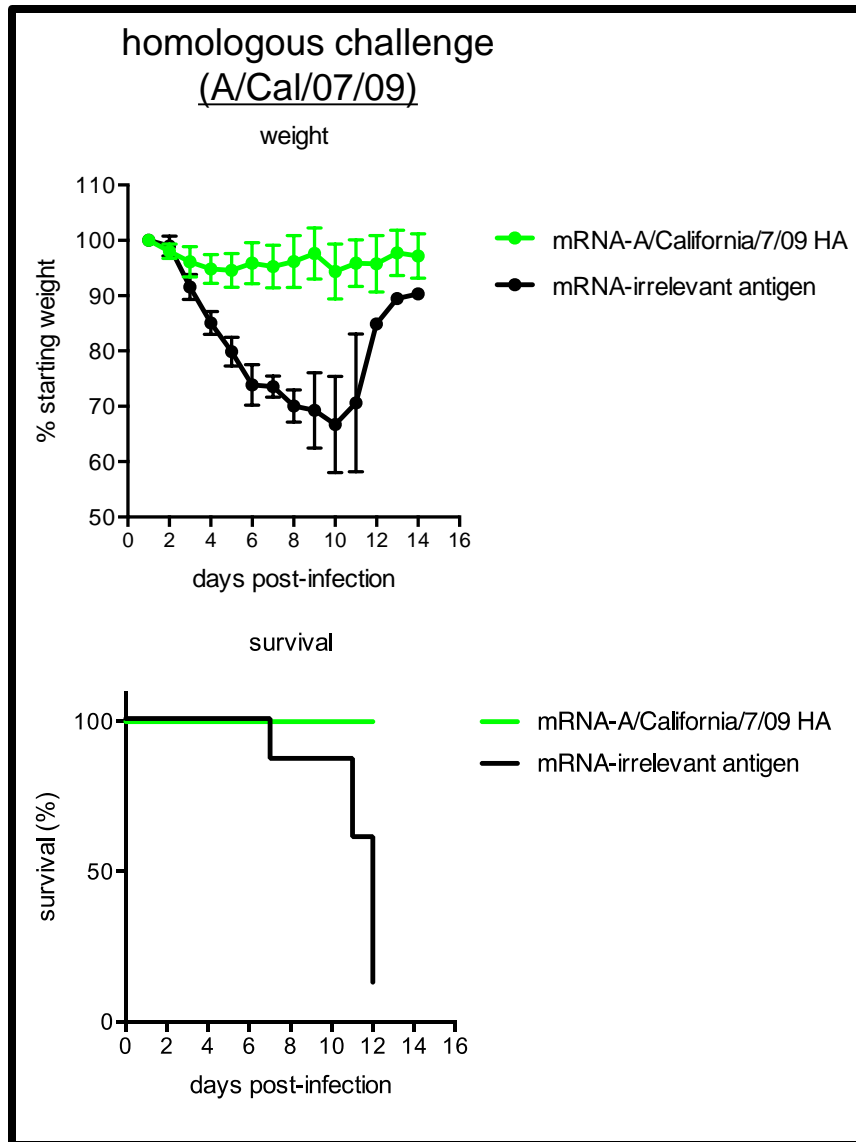 homologous challenge
(A/Cal/07/09)
weight
% starting weight
110
100
90
80
70
60
50
0 2 4 6 8 10 12 14 16
days post-infection
mRNA-A/California/7/09 HA
mRNA-irrelevant antigen
survival
survival (%)
100
50
0
0 2 4 6 8 10 12 14 16
days post-infection
mRNA-A/California/7/09 HA
mRNA-irrelevant antigen